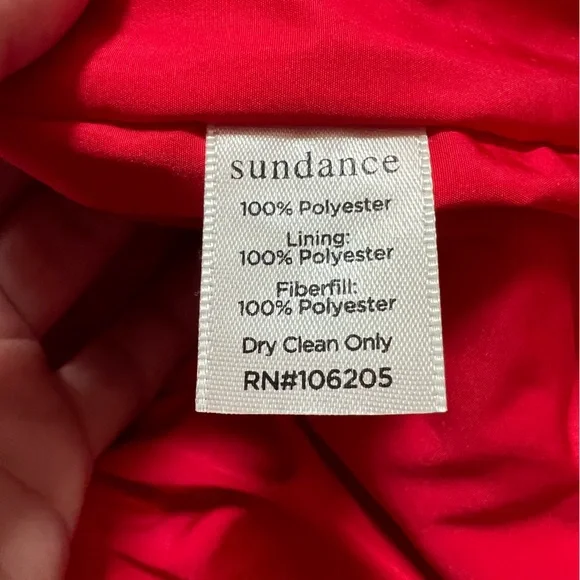 sundance
100% Polyester
Lining:
100% Polyester
Fiberfill:
100% Polyester
Dry Clean Only
RN#106205